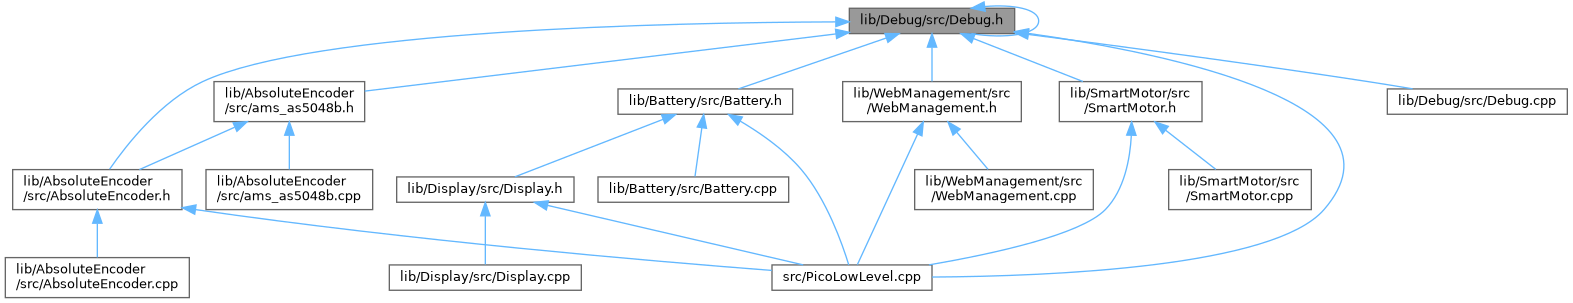 lib/Debug/src/Debug.h
lib/AbsoluteEncoder
/src/ams_as5048b.h
lib/Battery/src/Battery.h
lib/WebManagement/src
/WebManagement.h
lib/SmartMotor/src
/SmartMotor.h
lib/Debug/src/Debug.cpp
lib/AbsoluteEncoder
/src/AbsoluteEncoder.h
lib/AbsoluteEncoder
/src/ams_as5048b.cpp
lib/Display/src/Display.h
lib/Battery/src/Battery.cpp
lib/WebManagement/src
/WebManagement.cpp
lib/SmartMotor/src
/SmartMotor.cpp
lib/AbsoluteEncoder
/src/AbsoluteEncoder.cpp
lib/Display/src/Display.cpp
src/PicoLowLevel.cpp